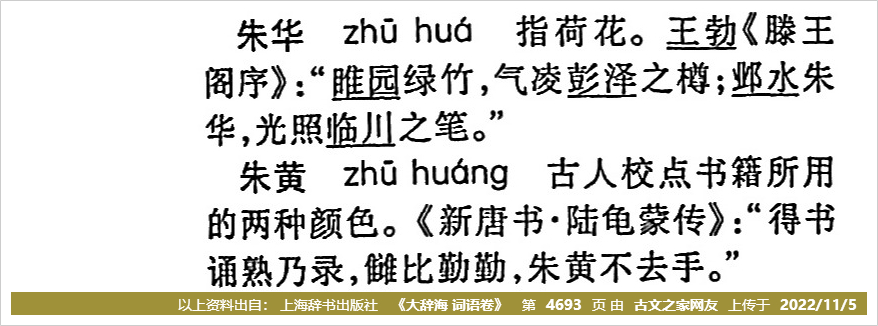 朱华 zhū huá 指荷花。王勃《滕王
阁序》：“睢园绿竹，气凌彭泽之樽；邺水朱
华，光照临川之笔。”
朱黄 zhū huáng 古人校点书籍所用
的两种颜色。《新唐书·陆龟蒙传》：“得书
诵熟乃录，雠比勤勤，朱黄不去手。”
以上资料出自： 上海辞书出版社 《大辞海 词语卷》 第 4693 页 由 古文之家网友 上传于 2022/11/5